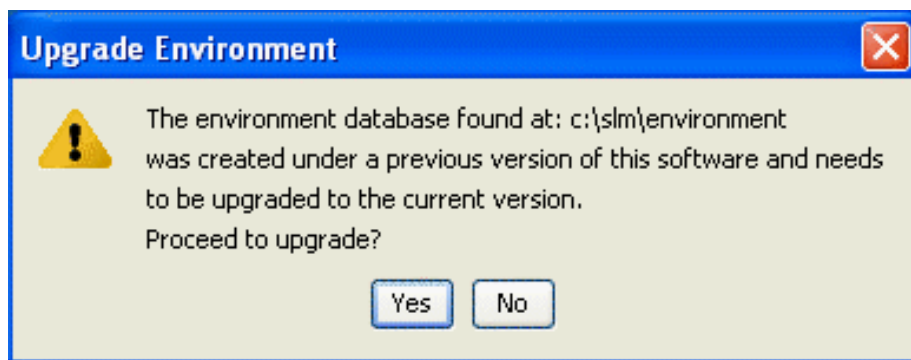 Upgrade Environment
The environment database found at: c:\slm\environment
was created under a previous version of this software and needs
to be upgraded to the current version.
Proceed to upgrade?
Yes No